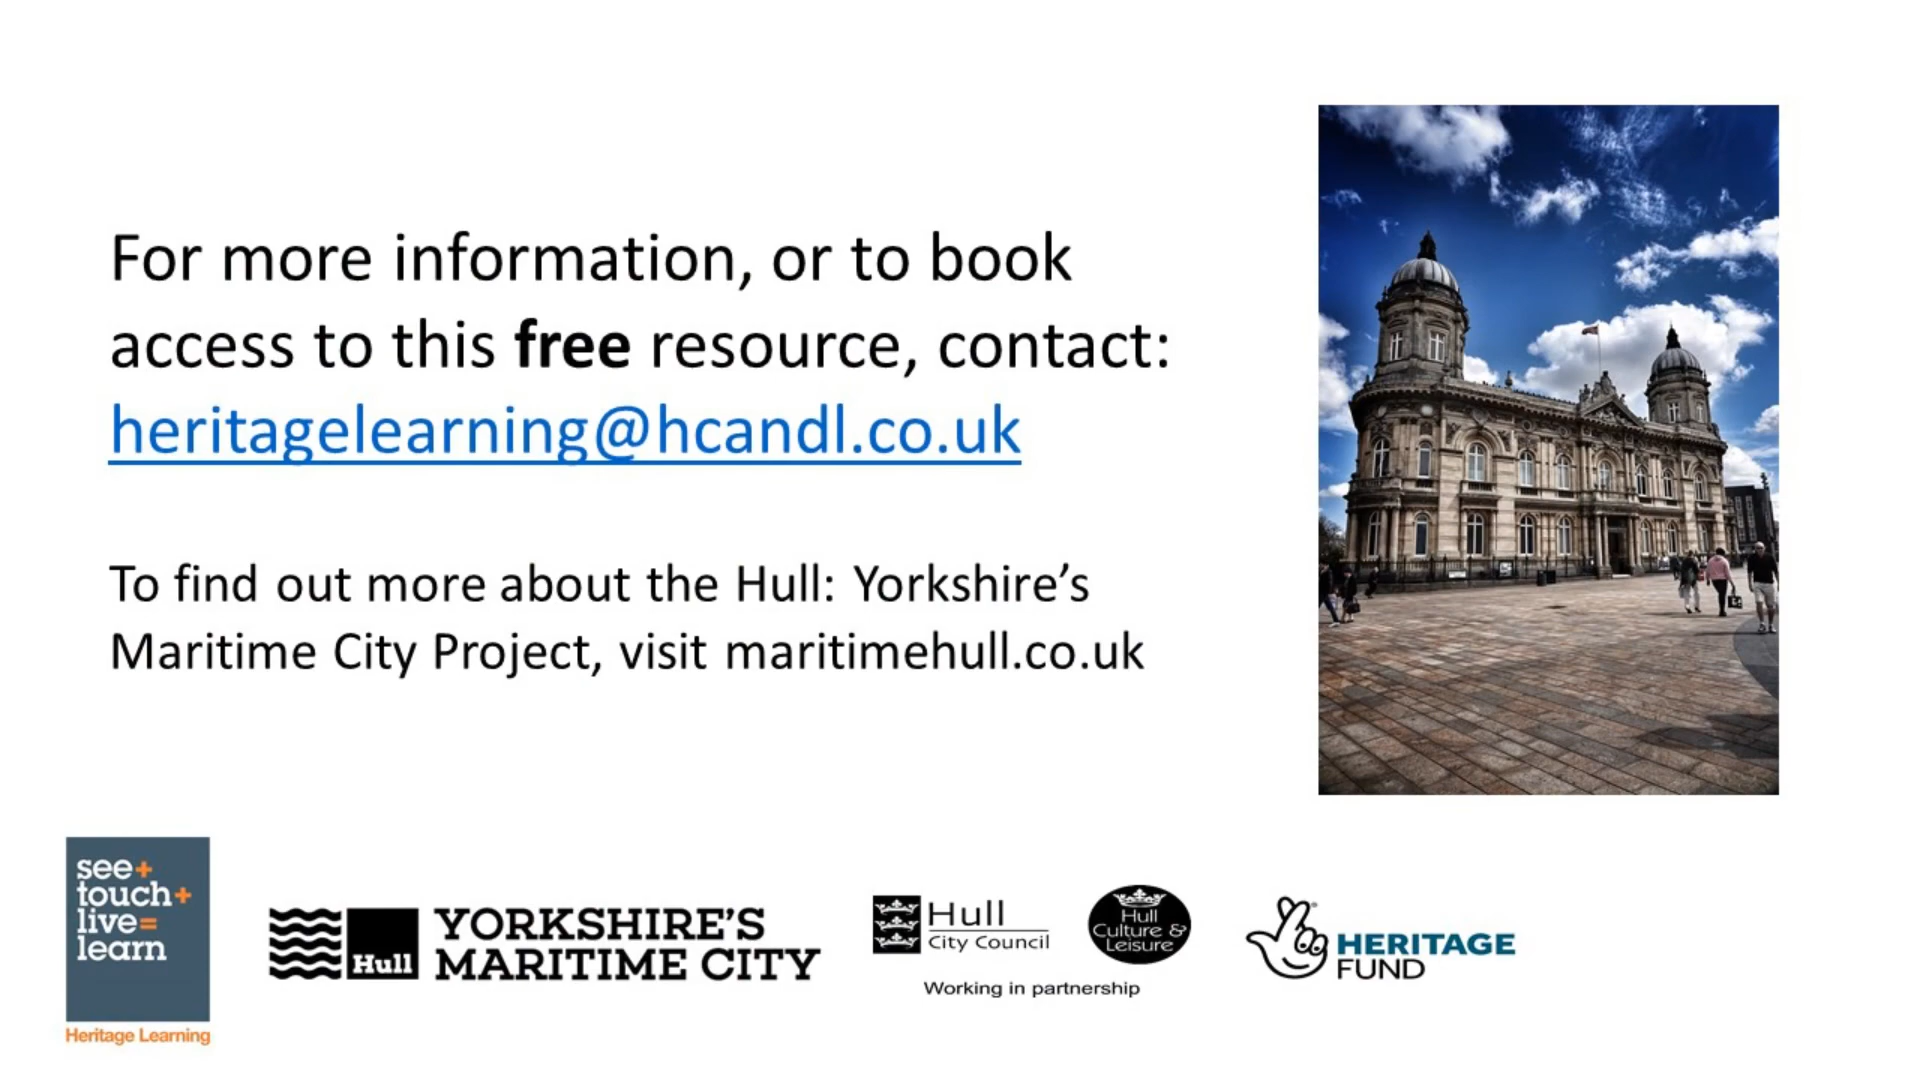 For more information, or to book
access to this free resource, contact:
heritagelearning@hcandl.co.uk
To find out more about the Hull: Yorkshire’s
Maritime City Project, visit maritimehull.co.uk
see+
touch+
live=
learn
Heritage Learning
Hull
YORKSHIRE’S
MARITIME CITY
Hull
City Council
Hull
Culture &
Leisure
Working in partnership
HERITAGE
FUND